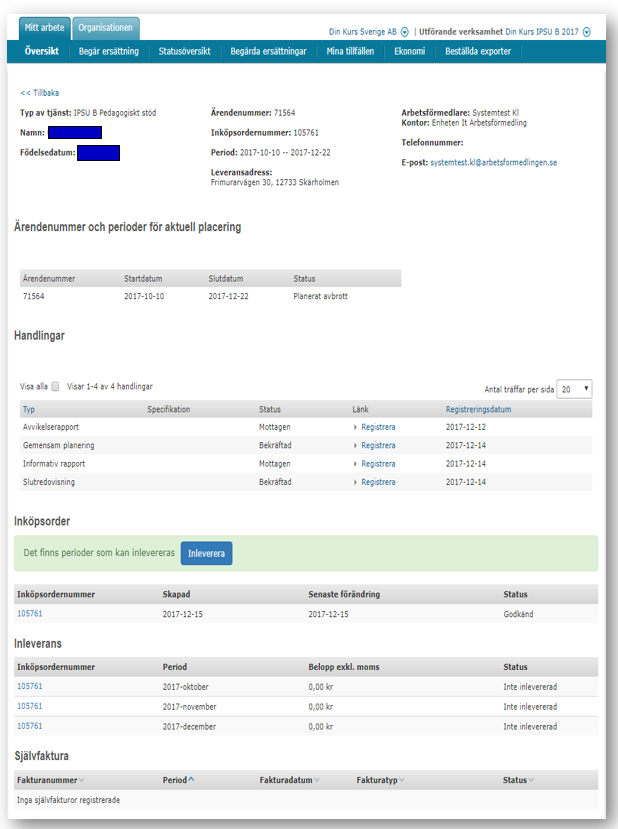 Mitt arbete Organisationen
Din Kurs Sverige AB | Utförande verksamhet Din Kurs IPSU B 2017
Översikt Begär ersättning Statusöversikt Begärda ersättningar Mina tillfällen Ekonomi Beställda exporter
<< Tillbaka
Typ av tjänst: IPSU B Pedagogiskt stöd
Namn:
Födelsedatum:
Ärendenummer: 71564
Inköpsordernummer: 105761
Period: 2017-10-10 -- 2017-12-22
Leveransadress:
Frimurarvägen 30, 12733 Skärholmen
Arbetsförmedlare: Systemtest Kl
Kontor: Enheten It Arbetsförmedling
Telefonnummer:
E-post: systemtest.kl@arbetsformedlingen.se
Ärendenummer och perioder för aktuell placering
Ärendenummer Startdatum Slutdatum Status
71564 2017-10-10 2017-12-22 Planerat avbrott
Handlingar
Visa alla Visar 1-4 av 4 handlingar Antal träffar per sida 20
Typ Specifikation Status Länk Registreringsdatum
Avvikelserapport Mottagen Registrera 2017-12-12
Gemensam planering Bekräftad Registrera 2017-12-14
Informativ rapport Mottagen Registrera 2017-12-14
Slutredovisning Bekräftad Registrera 2017-12-14
Inköpsorder
Det finns perioder som kan inlevereras Inleverera
Inköpsordernummer Skapad Senaste förändring Status
105761 2017-12-15 2017-12-15 Godkänd
Inleverans
Inköpsordernummer Period Belopp exkl. moms Status
105761 2017-oktober 0,00 kr Inte inlevererad
105761 2017-november 0,00 kr Inte inlevererad
105761 2017-december 0,00 kr Inte inlevererad
Självfaktura
Fakturanummer Period Fakturadatum Fakturatyp Status
Inga självfakturor registrerade